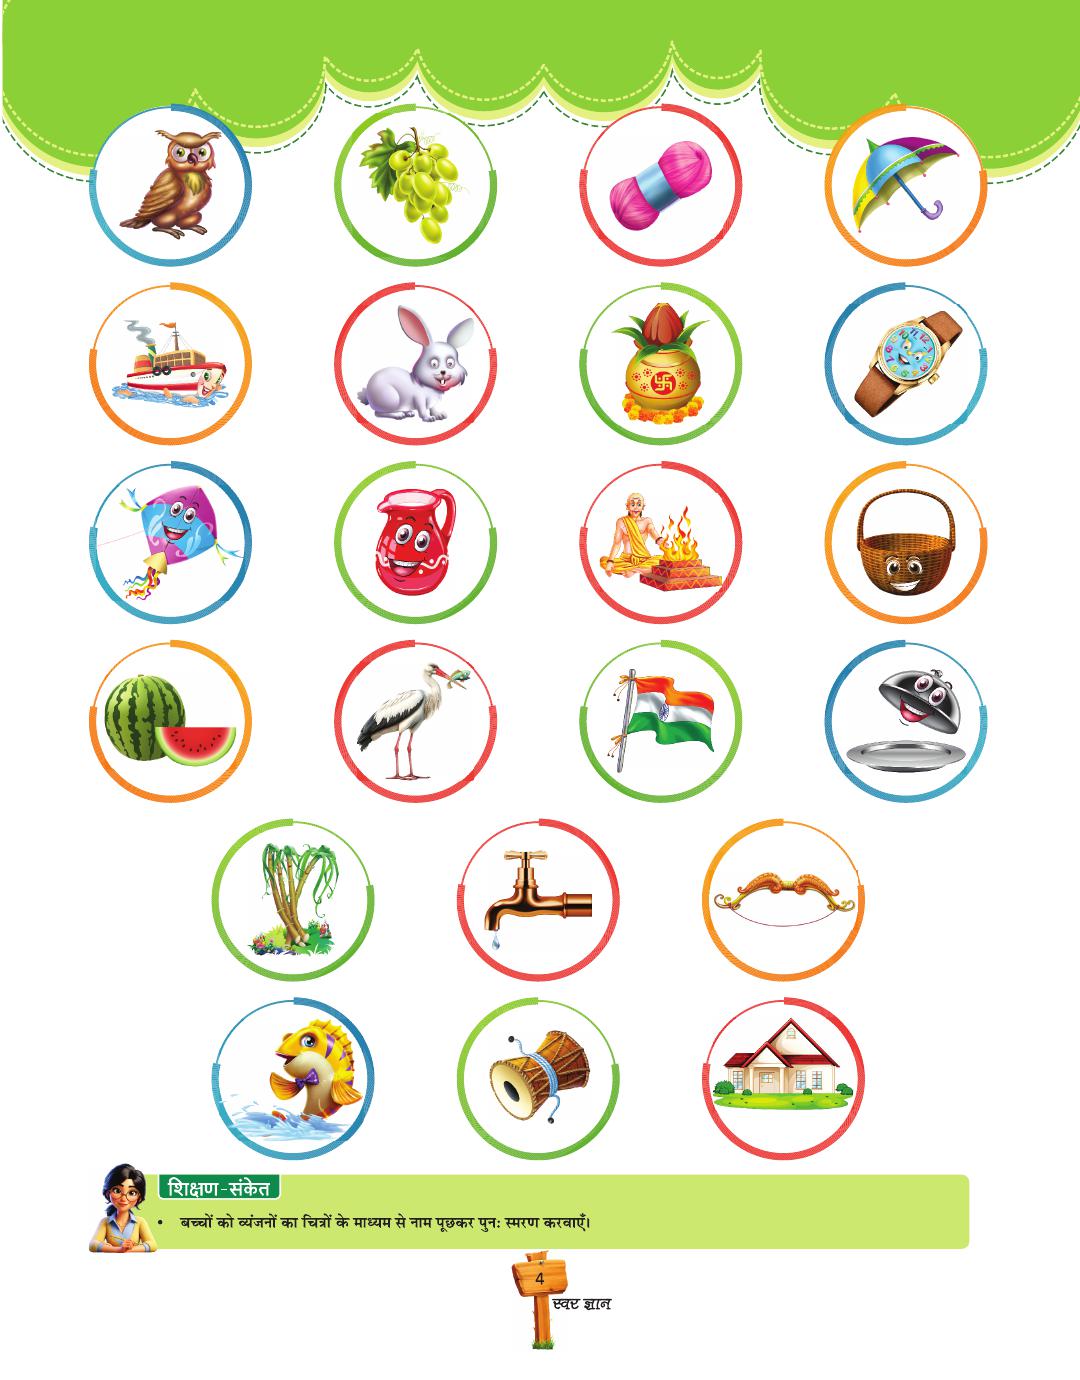 शिक्षण-संकेत
• बच्चों को व्यंजनों का चित्रों के माध्यम से नाम पूछकर पुनः स्मरण करवाएँ।
4
स्वर ज्ञान